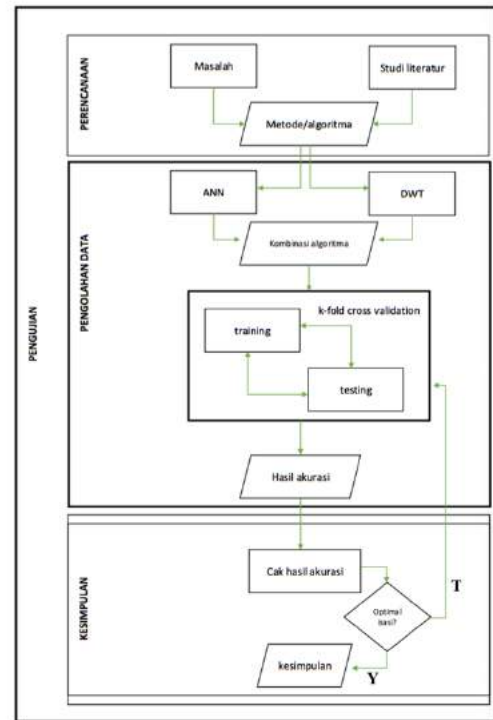 PENGUJIAN
PERENCANAAN
Masalah
Studi literatur
Metode/algoritma
PENGOLAHAN DATA
ANN
DWT
Kombinasi algoritma
k-fold cross validation
training
testing
Hasil akurasi
KESIMPULAN
Cak hasil akurasi
Optimal
isasi?
T
Y
kesimpulan